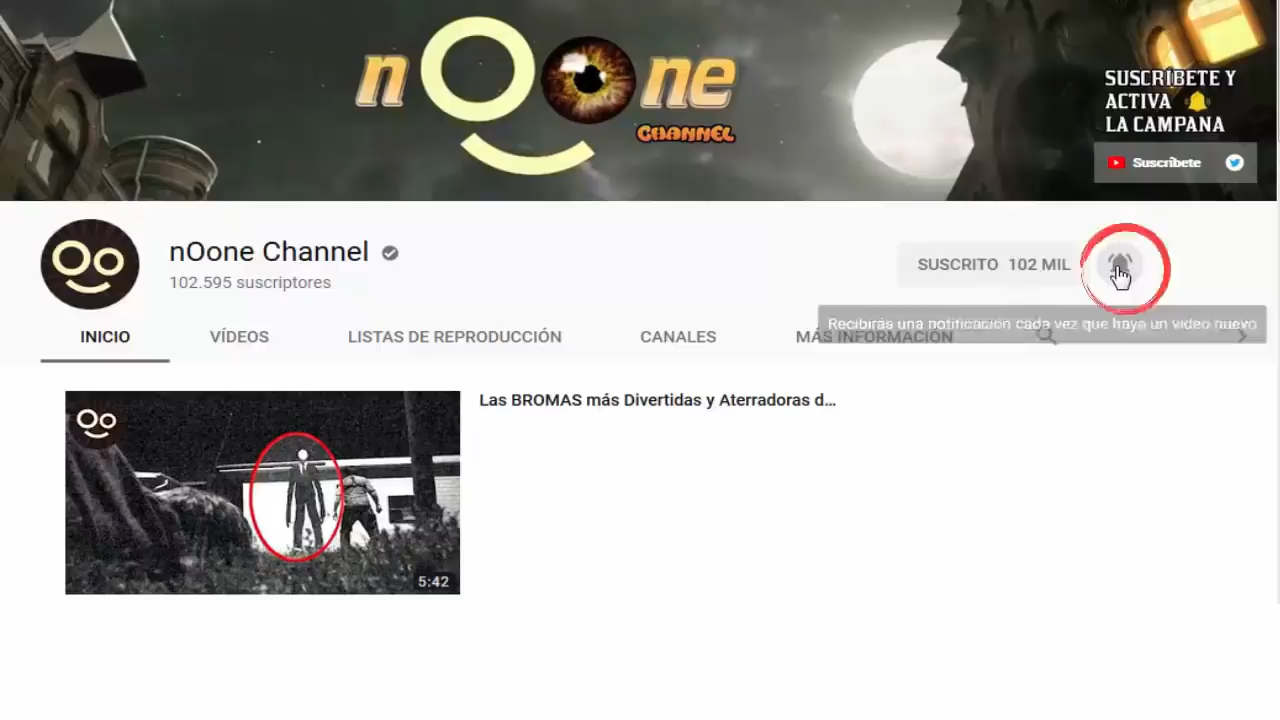 nOone
CHANNEL
SUSCRIBETE Y
ACTIVA
LA CAMPANA
Suscríbete
nOone Channel
102.595 suscriptores
SUSCRITO 102 MIL
Recibirás una notificación cada vez que haya un video nuevo
INICIO VÍDEOS LISTAS DE REPRODUCCIÓN CANALES MÁS INFORMACIÓN
Las BROMAS más Divertidas y Aterradoras d...
5:42